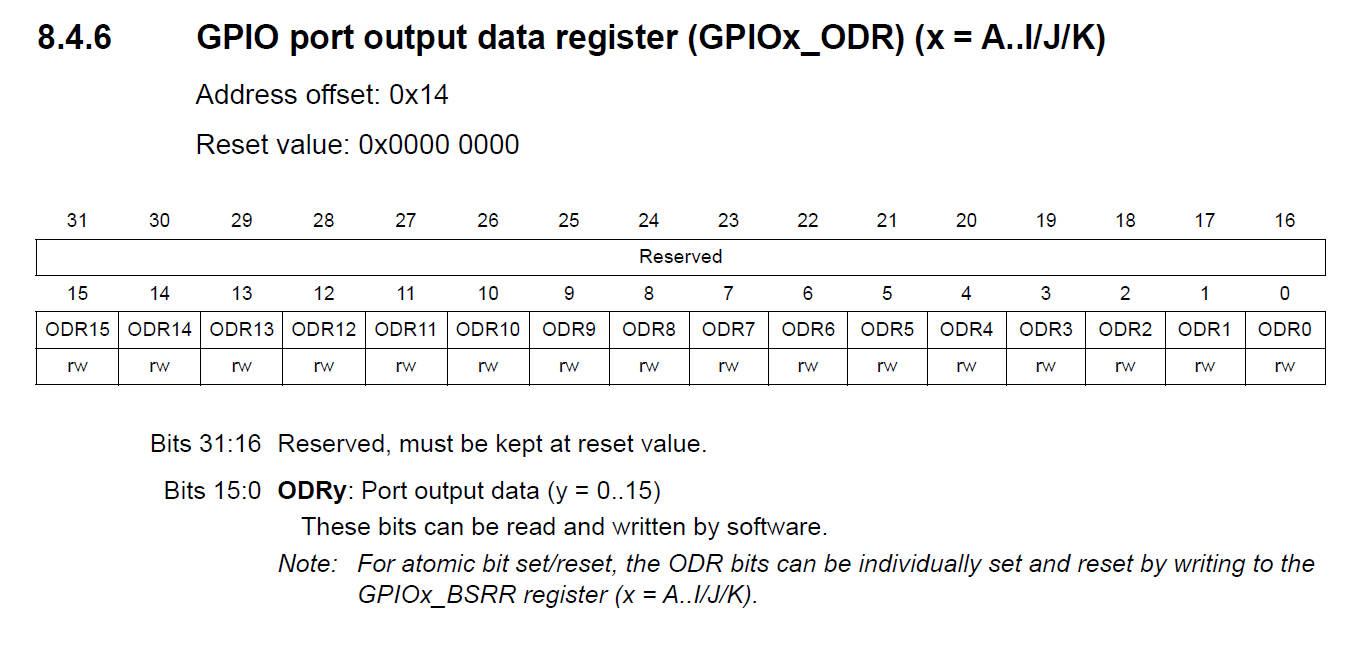 8.4.6 GPIO port output data register (GPIOx_ODR) (x = A..I/J/K)
Address offset: 0x14
Reset value: 0x0000 0000
31 30 29 28 27 26 25 24 23 22 21 20 19 18 17 16
Reserved
15 14 13 12 11 10 9 8 7 6 5 4 3 2 1 0
ODR15 ODR14 ODR13 ODR12 ODR11 ODR10 ODR9 ODR8 ODR7 ODR6 ODR5 ODR4 ODR3 ODR2 ODR1 ODR0
rw rw rw rw rw rw rw rw rw rw rw rw rw rw rw rw
Bits 31:16 Reserved, must be kept at reset value.
Bits 15:0 ODRy: Port output data (y = 0..15)
These bits can be read and written by software.
Note: For atomic bit set/reset, the ODR bits can be individually set and reset by writing to the
GPIOx_BSRR register (x = A..I/J/K).